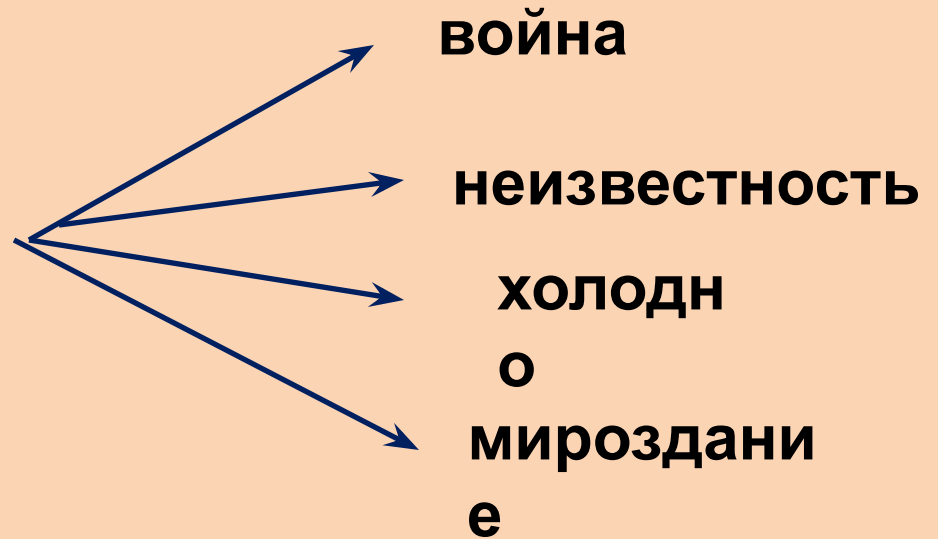 война
неизвестность
холодн
о
мироздани
е